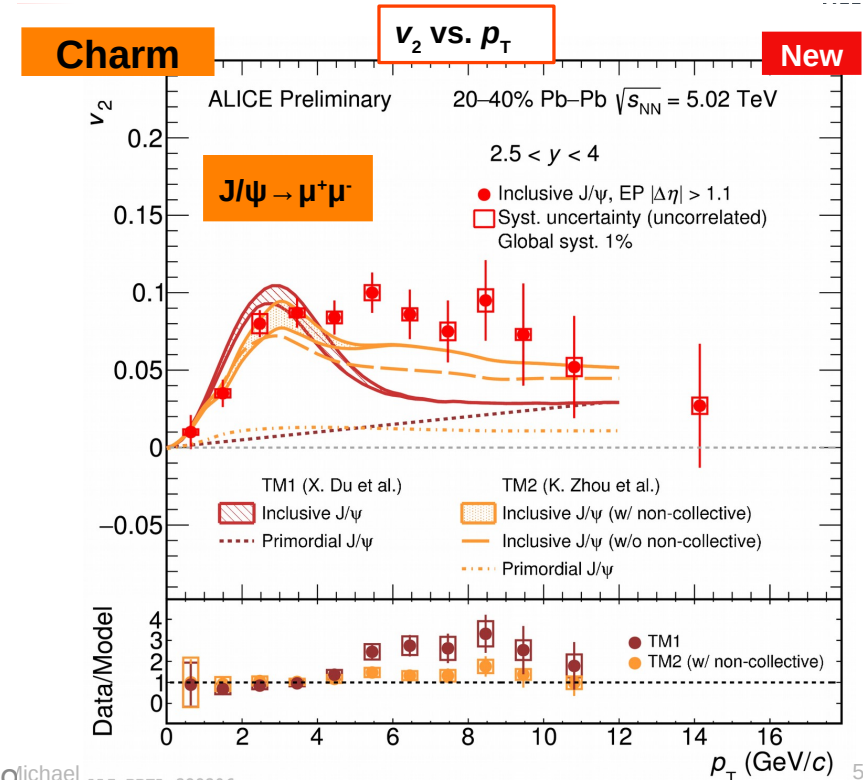 v2 vs. pT
Charm
New
ALICE Preliminary
20–40% Pb–Pb √sNN = 5.02 TeV
2.5 < y < 4
J/ψ→μ+μ-
Inclusive J/ψ, EP |Δη| > 1.1
Syst. uncertainty (uncorrelated)
Global syst. 1%
v2
0.2
0.15
0.1
0.05
0
−0.05
TM1 (X. Du et al.)
Inclusive J/ψ
Primordial J/ψ
TM2 (K. Zhou et al.)
Inclusive J/ψ (w/ non-collective)
Inclusive J/ψ (w/o non-collective)
Primordial J/ψ
Data/Model
4
3
2
1
0
TM1
TM2 (w/ non-collective)
0 2 4 6 8 10 12 14 16
pT (GeV/c)
Michael
5